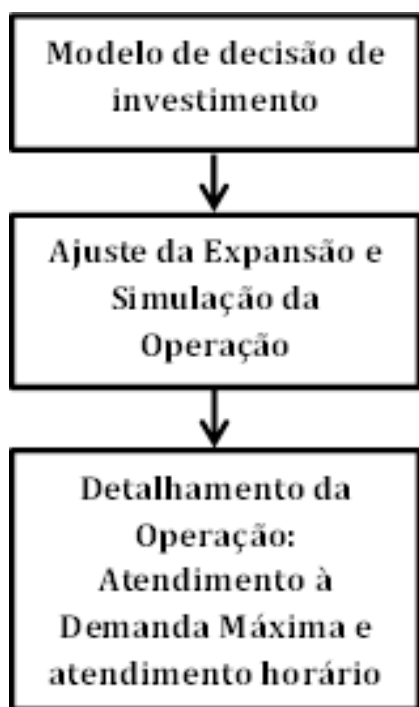 Modelo de decisão de
investimento
Ajuste da Expansão e
Simulação da
Operação
Detalhamento da
Operação:
Atendimento à
Demanda Máxima e
atendimento horário